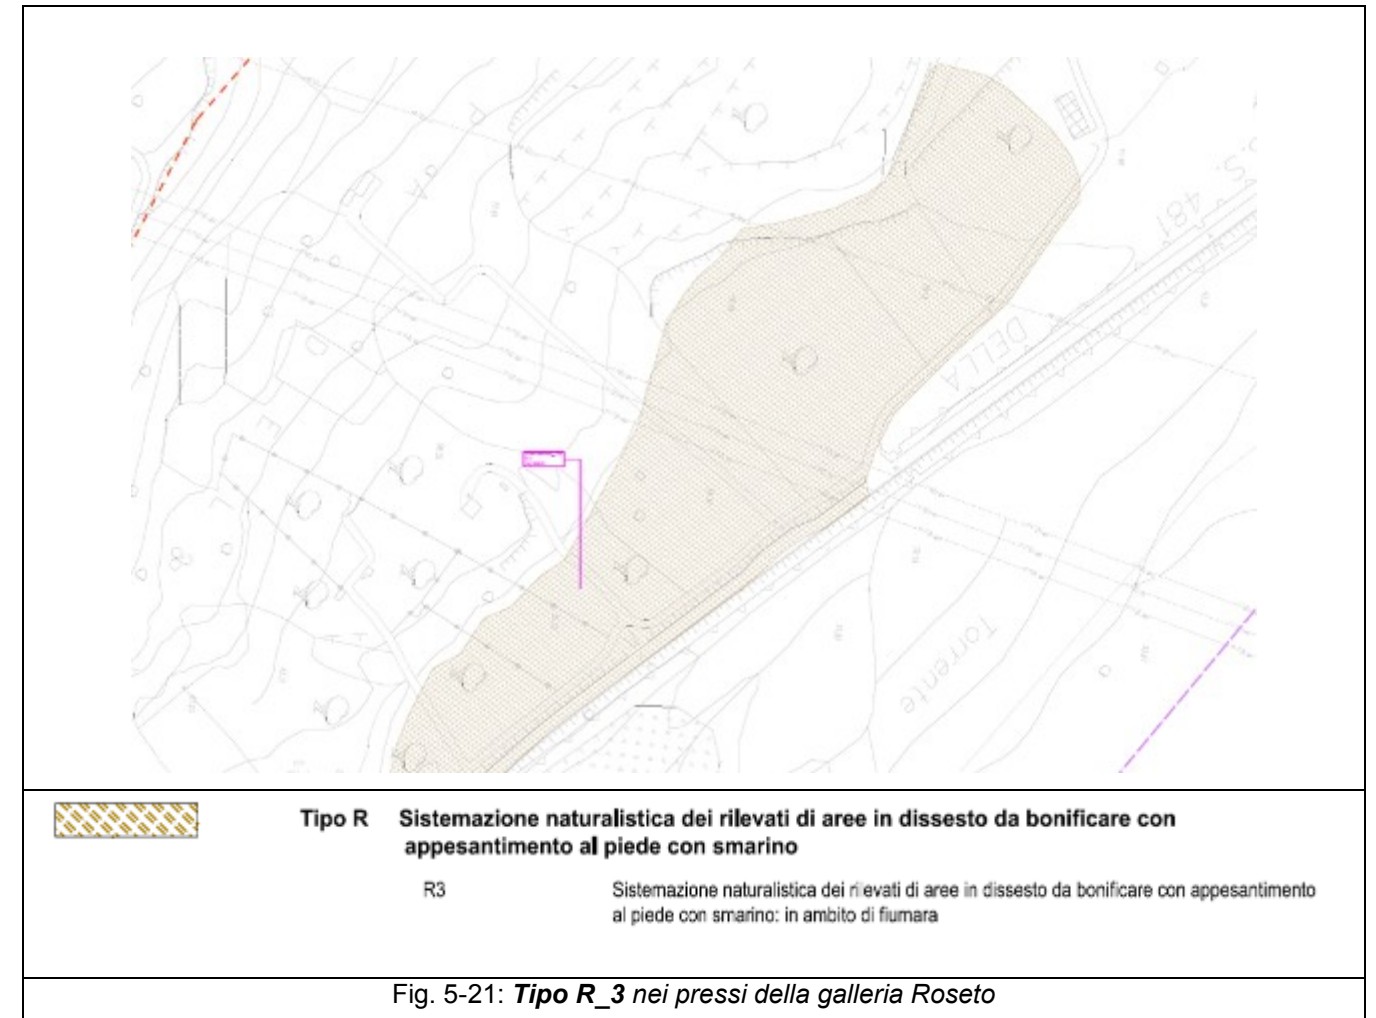 S.S.
481
DELLA
Torrente
Tipo R Sistemazione naturalistica dei rilevati di aree in dissesto da bonificare con
appesantimento al piede con smarino
R3 Sistemazione naturalistica dei rilevati di aree in dissesto da bonificare con appesantimento
al piede con smarino: in ambito di fiumara
Fig. 5-21: Tipo R_3 nei pressi della galleria Roseto